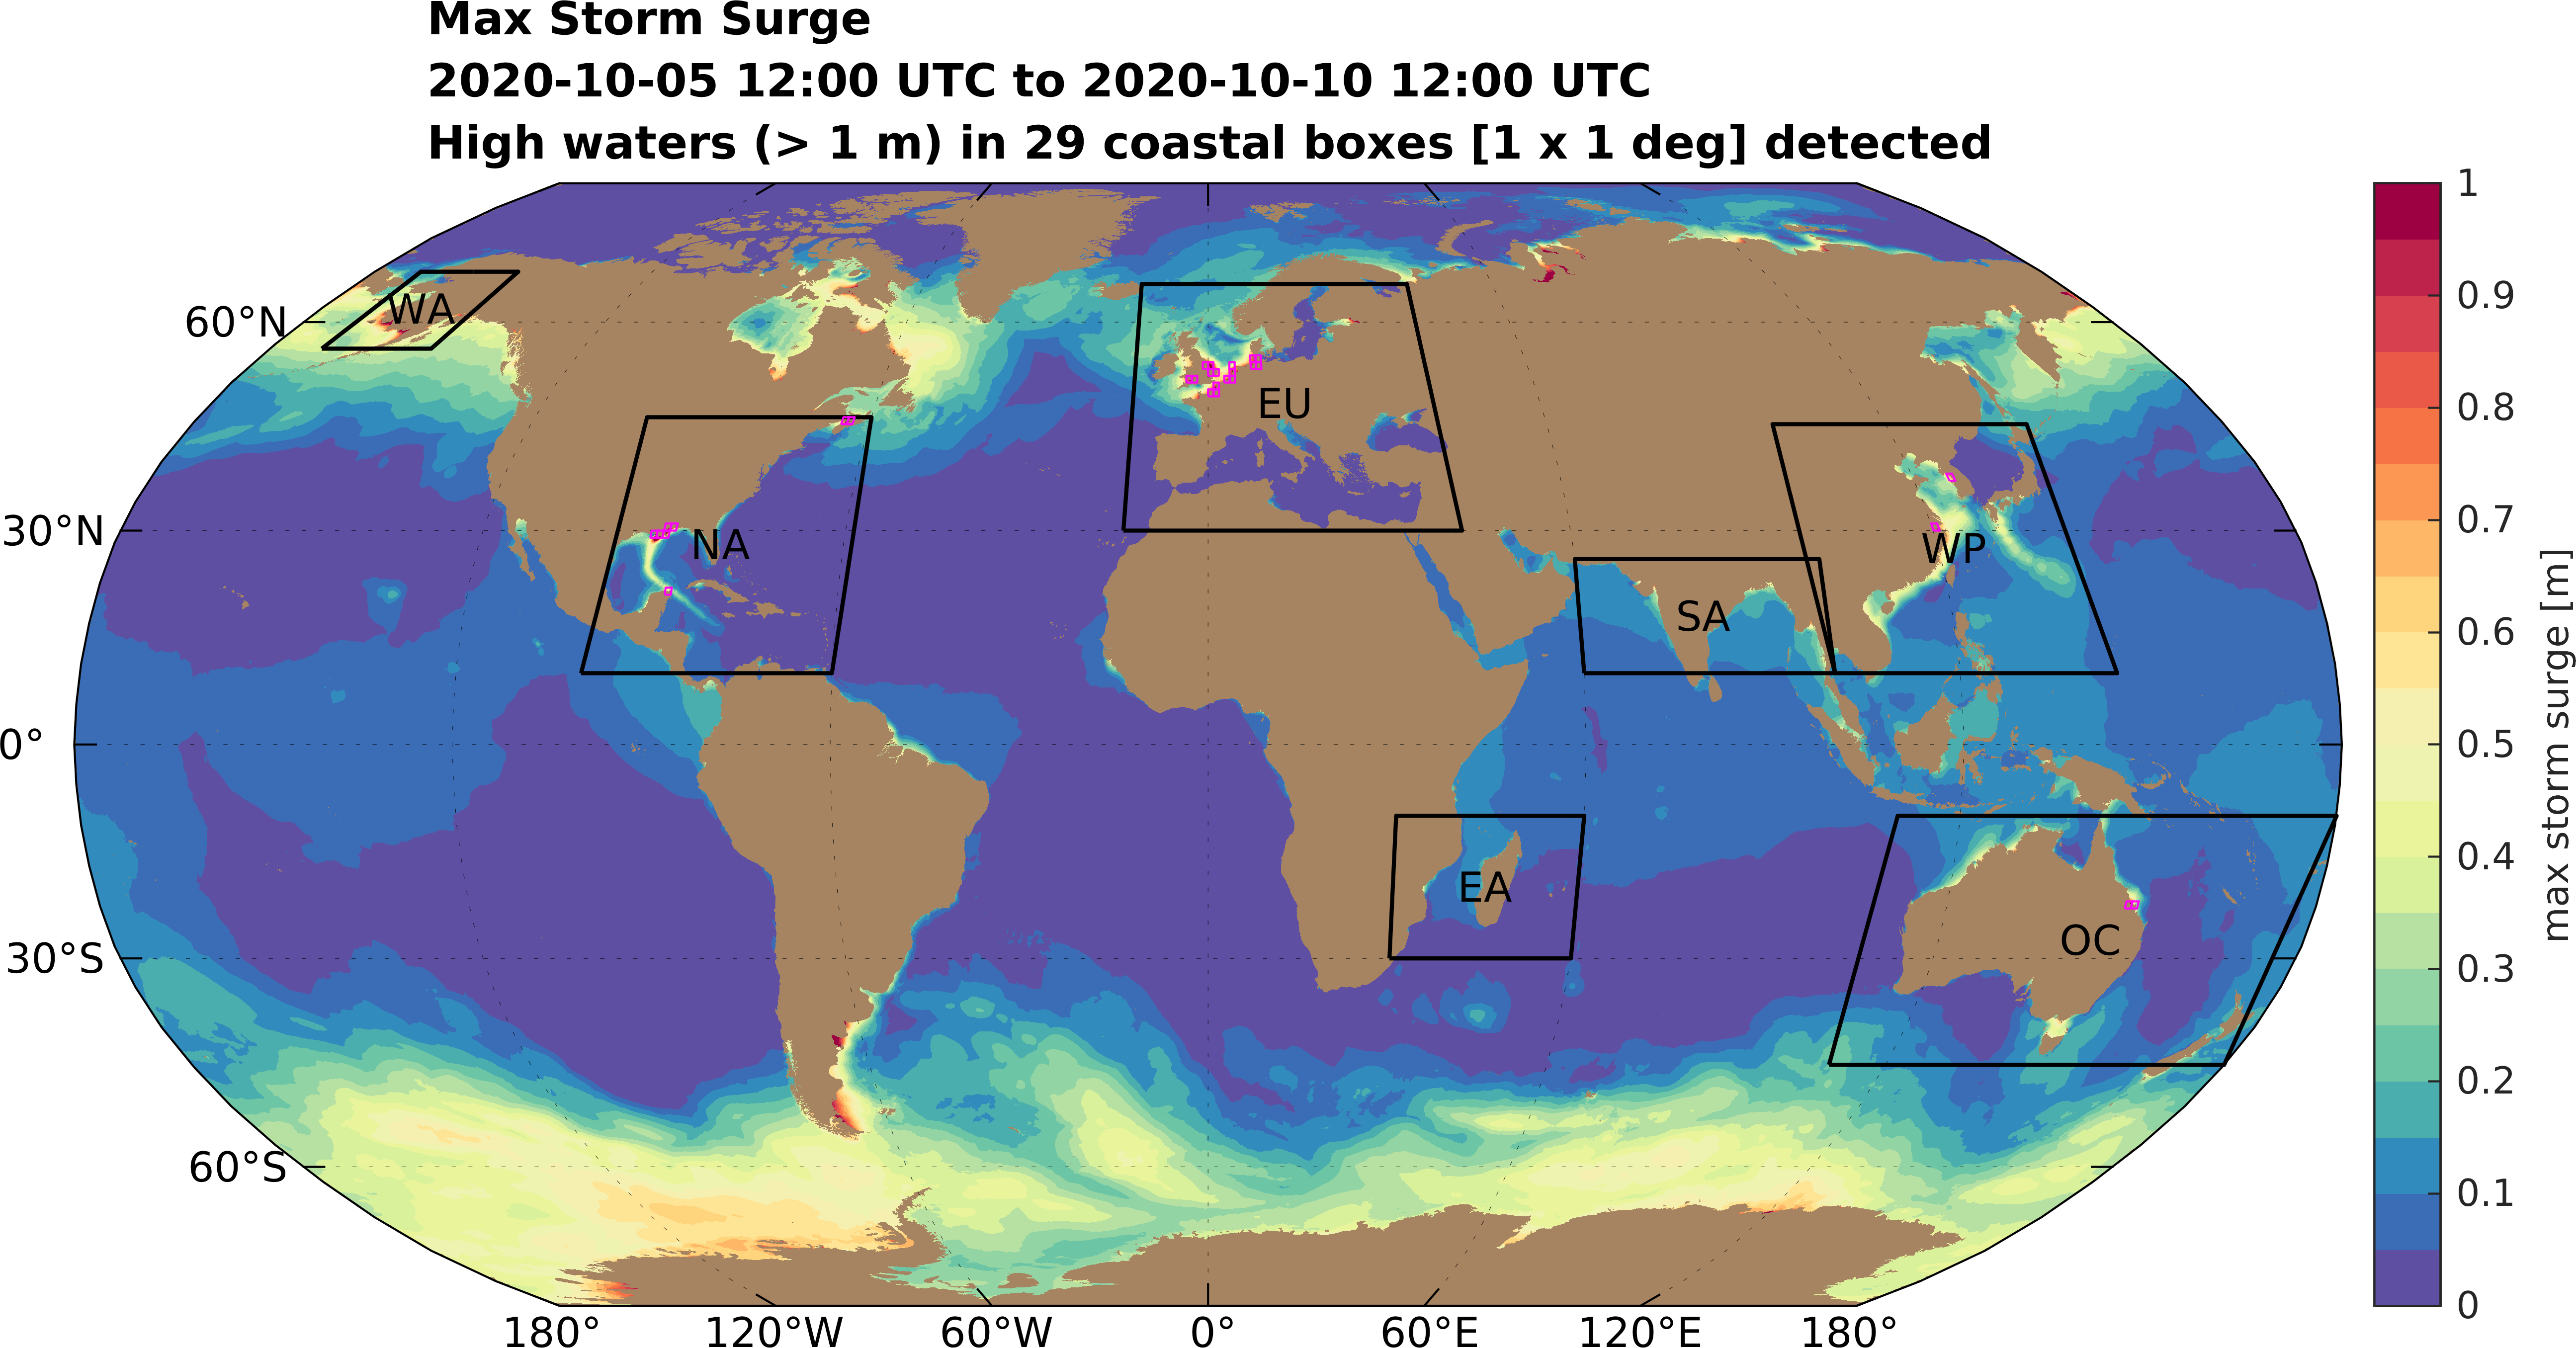 Max Storm Surge
2020-10-05 12:00 UTC to 2020-10-10 12:00 UTC
High waters (> 1 m) in 29 coastal boxes [1 x 1 deg] detected
60°N
30°N
0°
30°S
60°S
WA
NA
EU
SA
WP
EA
OC
180°
120°W
60°W
0°
60°E
120°E
180°
1
0.9
0.8
0.7
0.6
0.5
0.4
0.3
0.2
0.1
0
max storm surge [m]